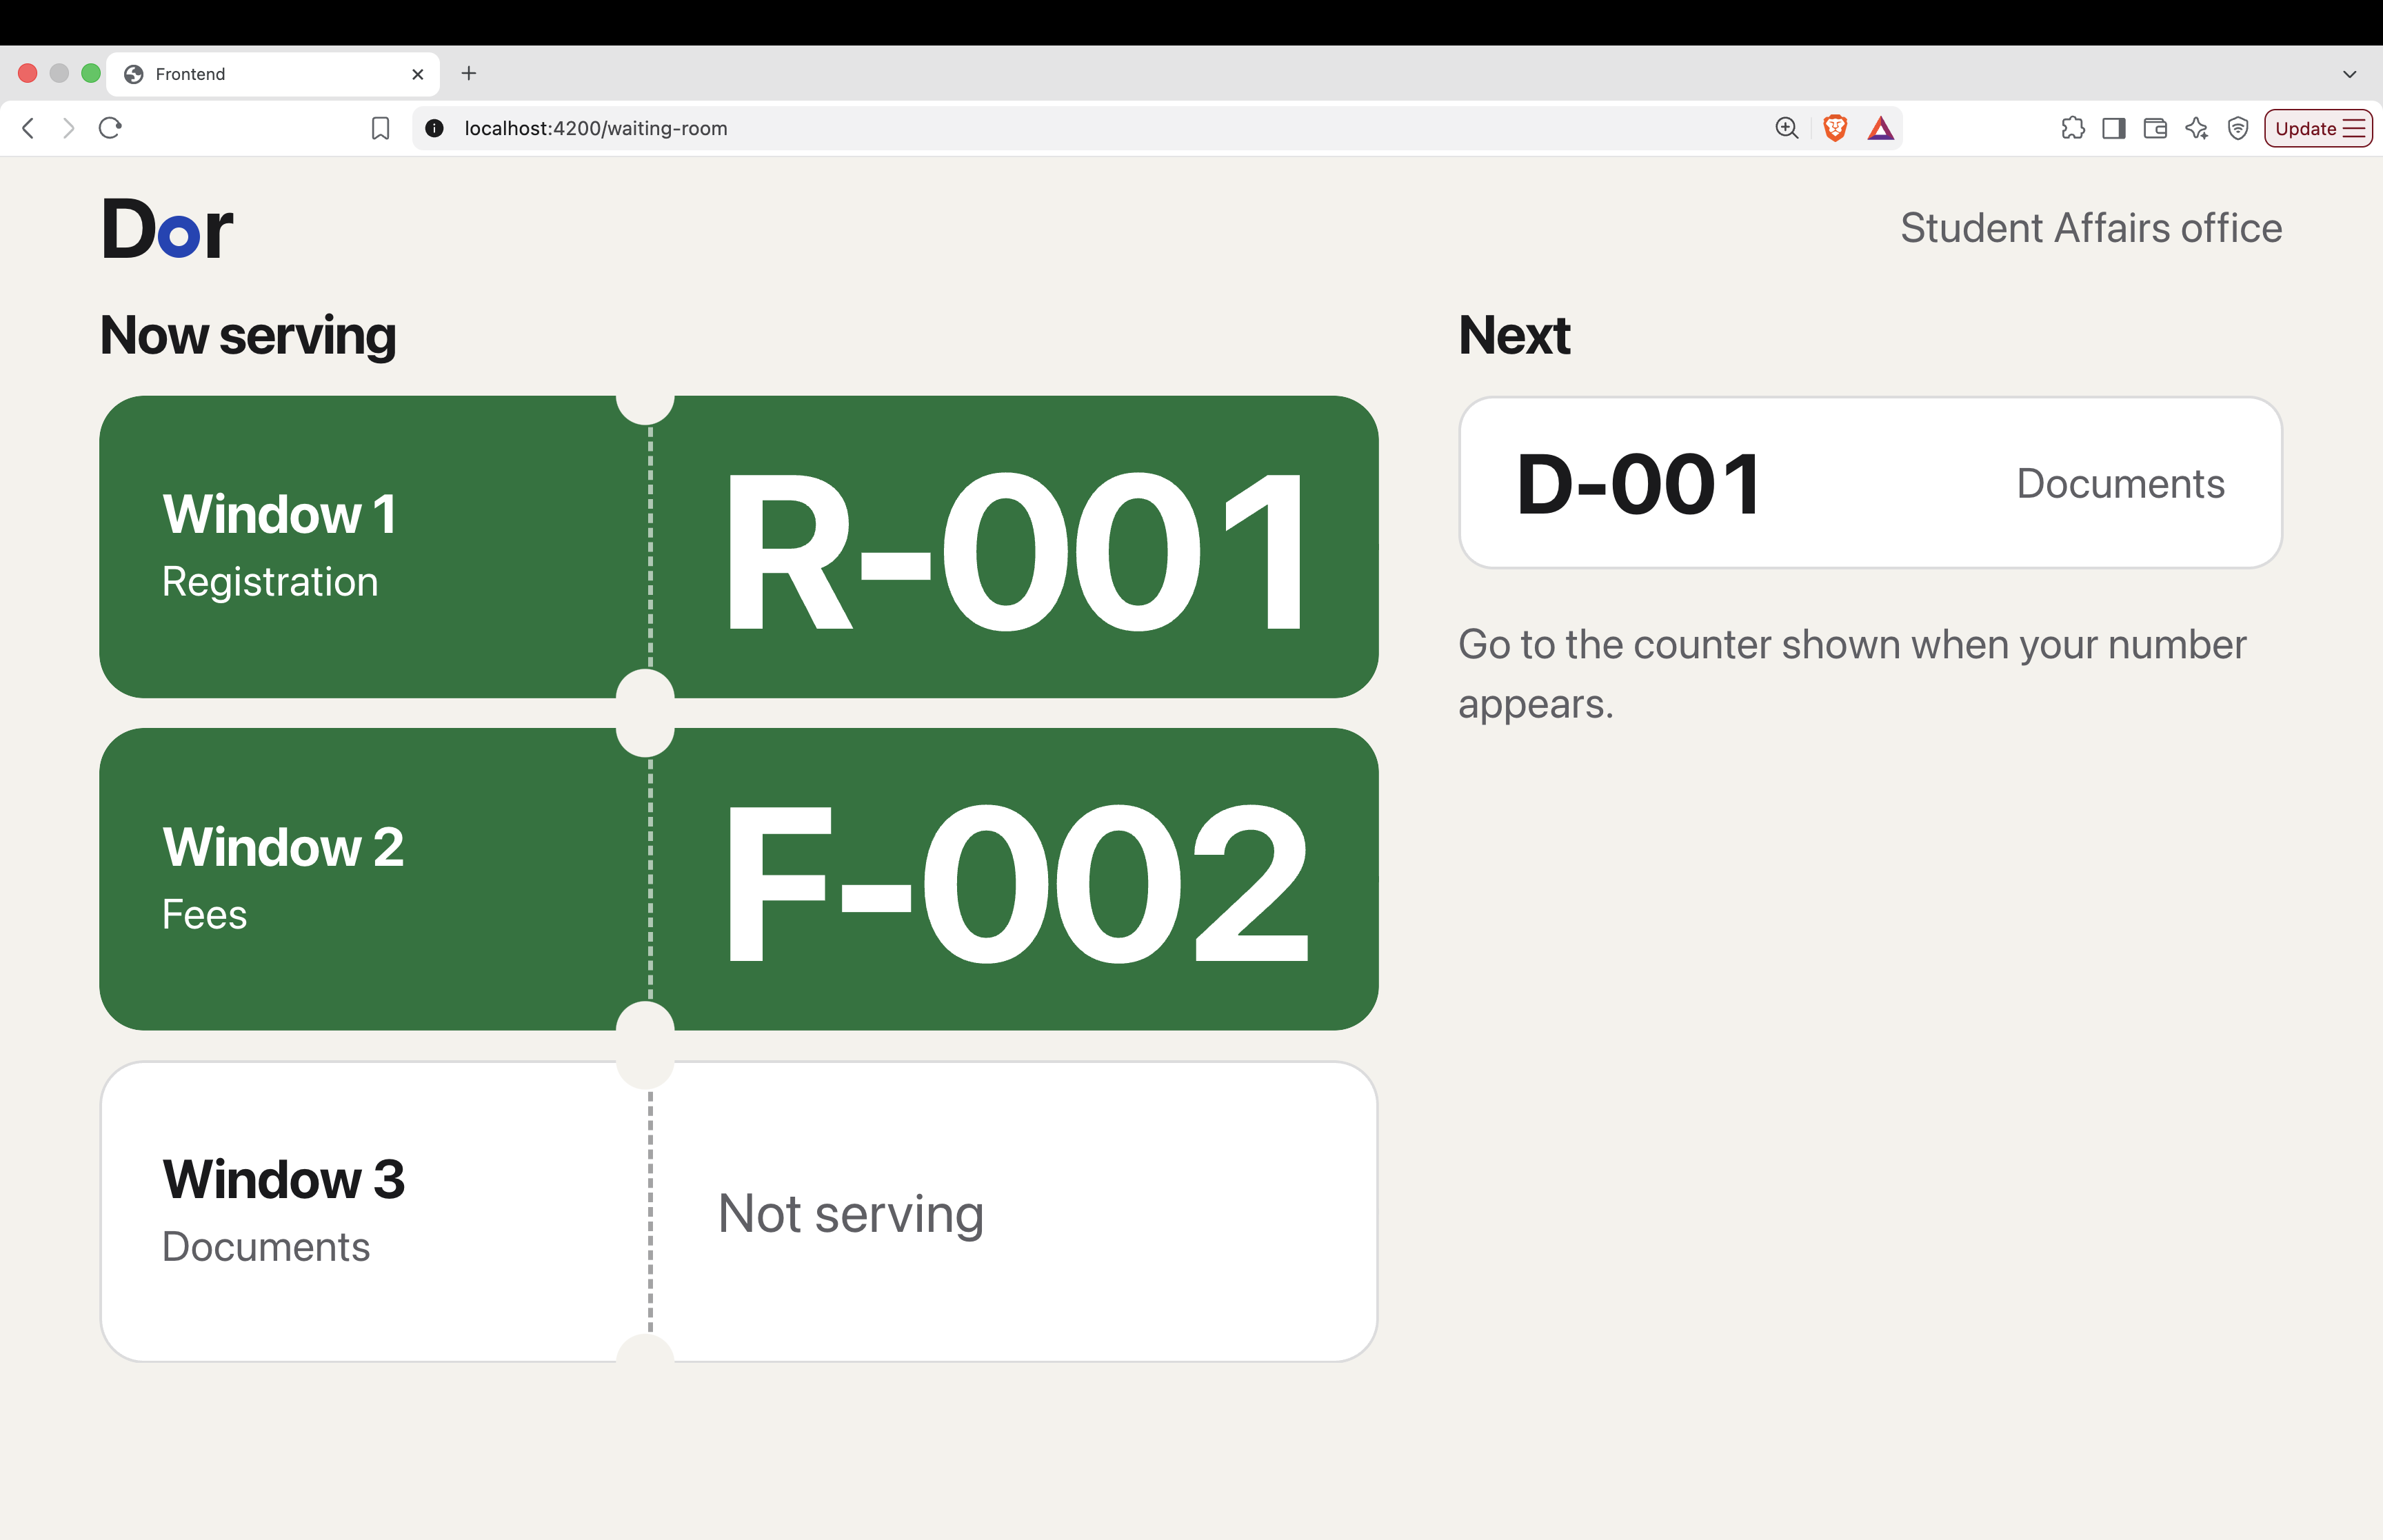 Frontend
localhost:4200/waiting-room
Update
Dor
Student Affairs office
Now serving
Window 1
Registration
R-001
Window 2
Fees
F-002
Window 3
Documents
Not serving
Next
D-001
Documents
Go to the counter shown when your number
appears.